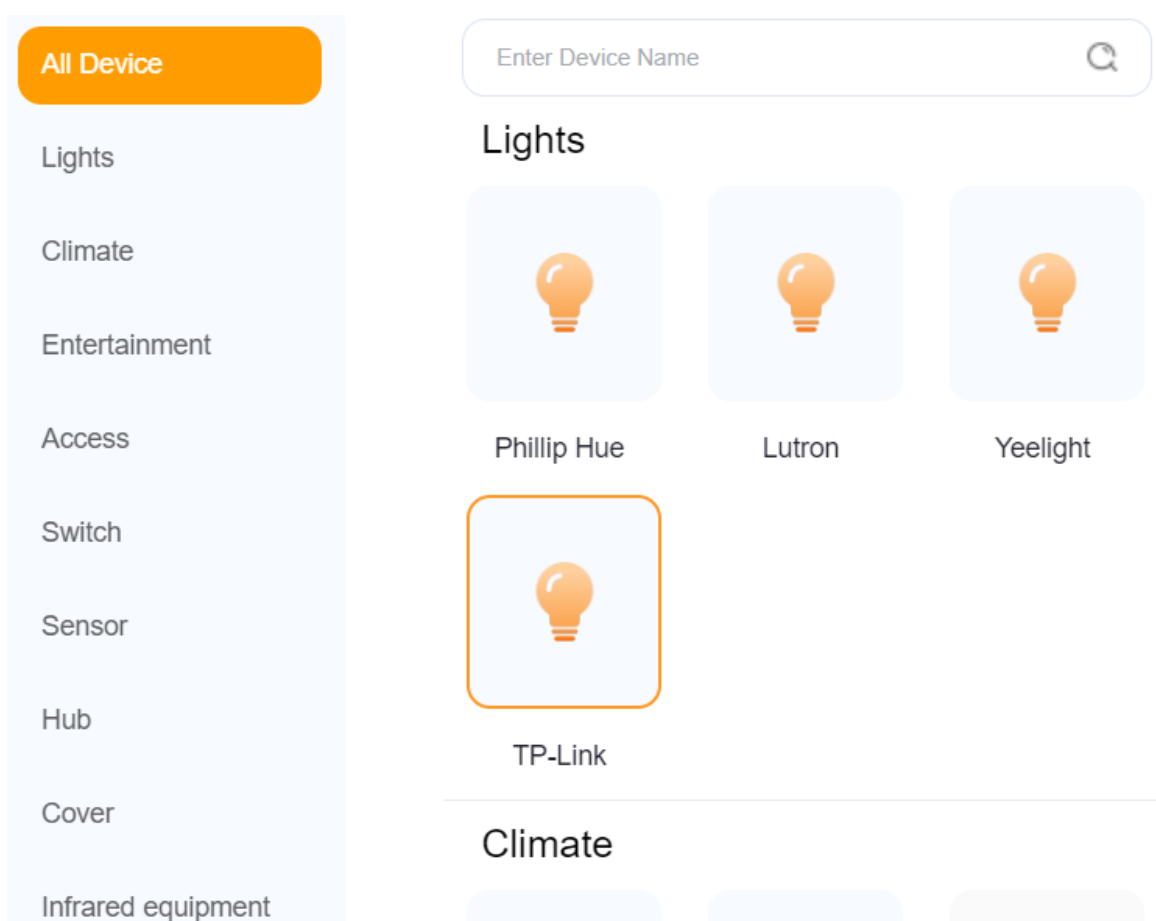 All Device
Lights
Climate
Entertainment
Access
Switch
Sensor
Hub
Cover
Infrared equipment
Enter Device Name
Lights
Phillip Hue
Lutron
Yeelight
TP-Link
Climate